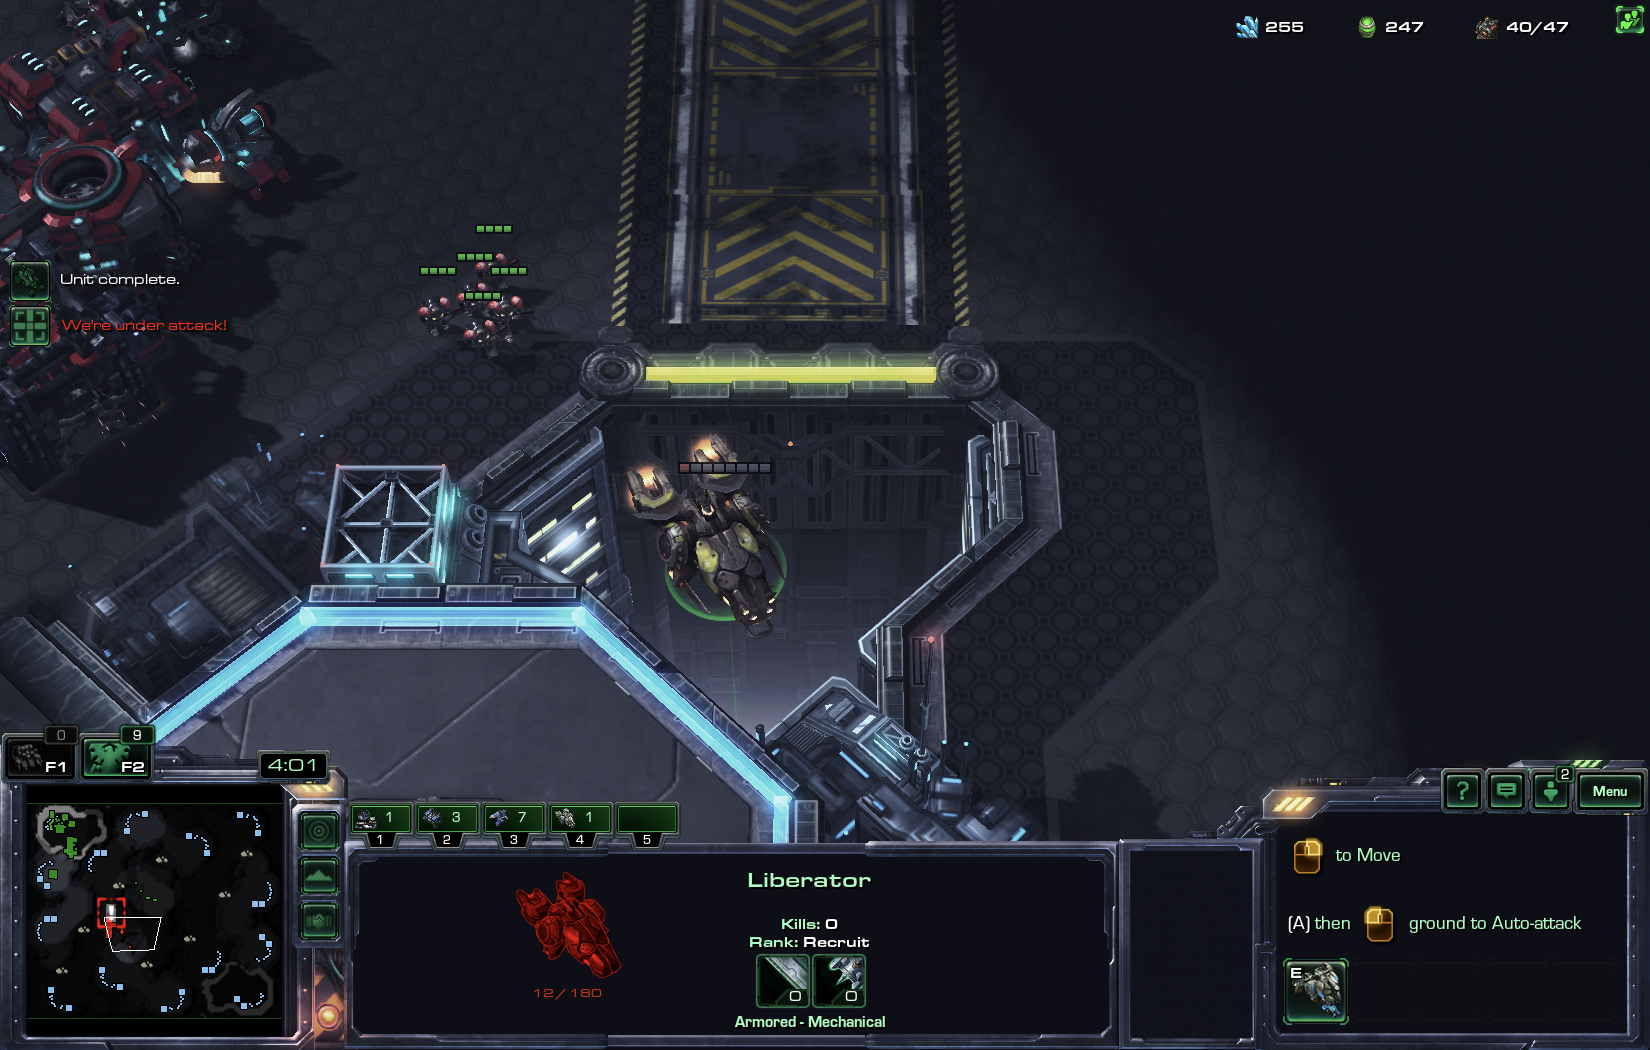 255 247 40/47
Unit complete.
We're under attack!
0 9
F1 F2
4:01
1 3 7 1
1 2 3 4 5
Liberator
Kills: 0
Rank: Recruit
0 0
12/180
Armored - Mechanical
? 2 Menu
to Move
(A) then ground to Auto-attack
E